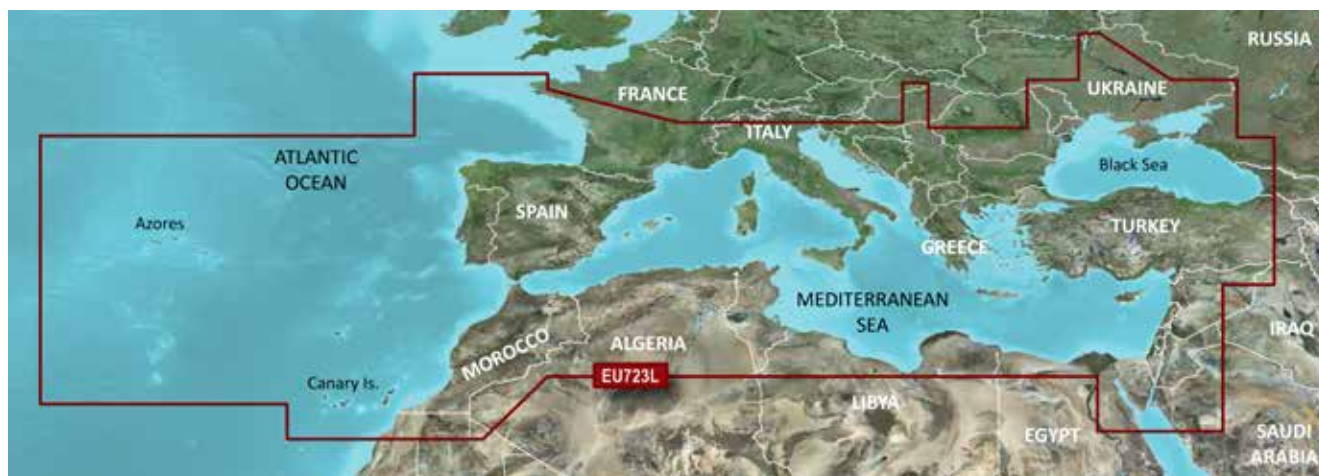 RUSSIA
FRANCE
UKRAINE
ITALY
ATLANTIC
OCEAN
Black Sea
Azores
SPAIN
GREECE
TURKEY
MEDITERRANEAN
SEA
IRAQ
MOROCCO
ALGERIA
EU723L
Canary Is.
LIBYA
EGYPT
SAUDI
ARABIA